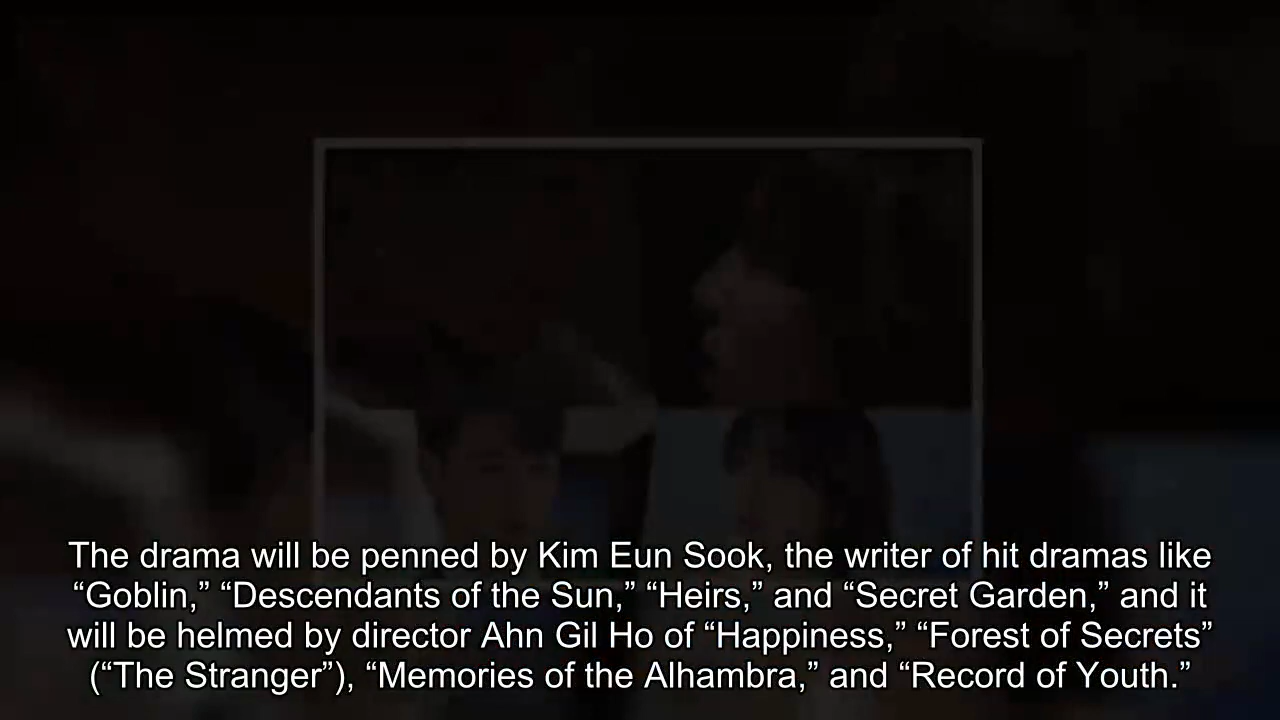 The drama will be penned by Kim Eun Sook, the writer of hit dramas like
“Goblin,” “Descendants of the Sun,” “Heirs,” and “Secret Garden,” and it
will be helmed by director Ahn Gil Ho of “Happiness,” “Forest of Secrets”
(“The Stranger”), “Memories of the Alhambra,” and “Record of Youth.”